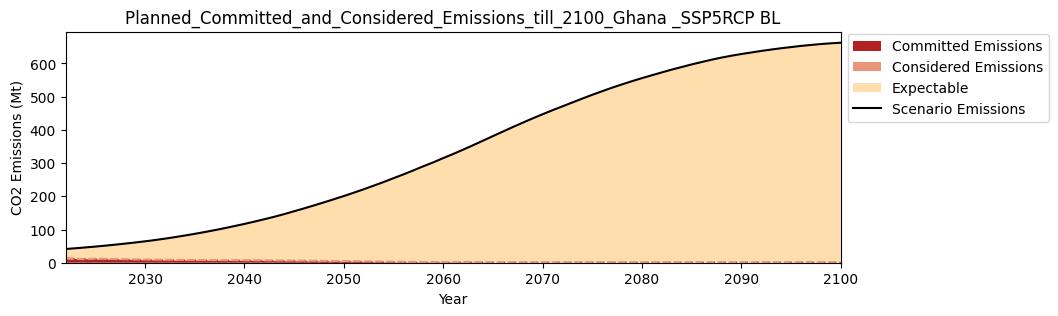 Planned_Committed_and_Considered_Emissions_till_2100_Ghana _SSP5RCP BL
Committed Emissions
Considered Emissions
Expectable
Scenario Emissions
CO2 Emissions (Mt)
600
500
400
300
200
100
0
2030 2040 2050 2060 2070 2080 2090 2100
Year